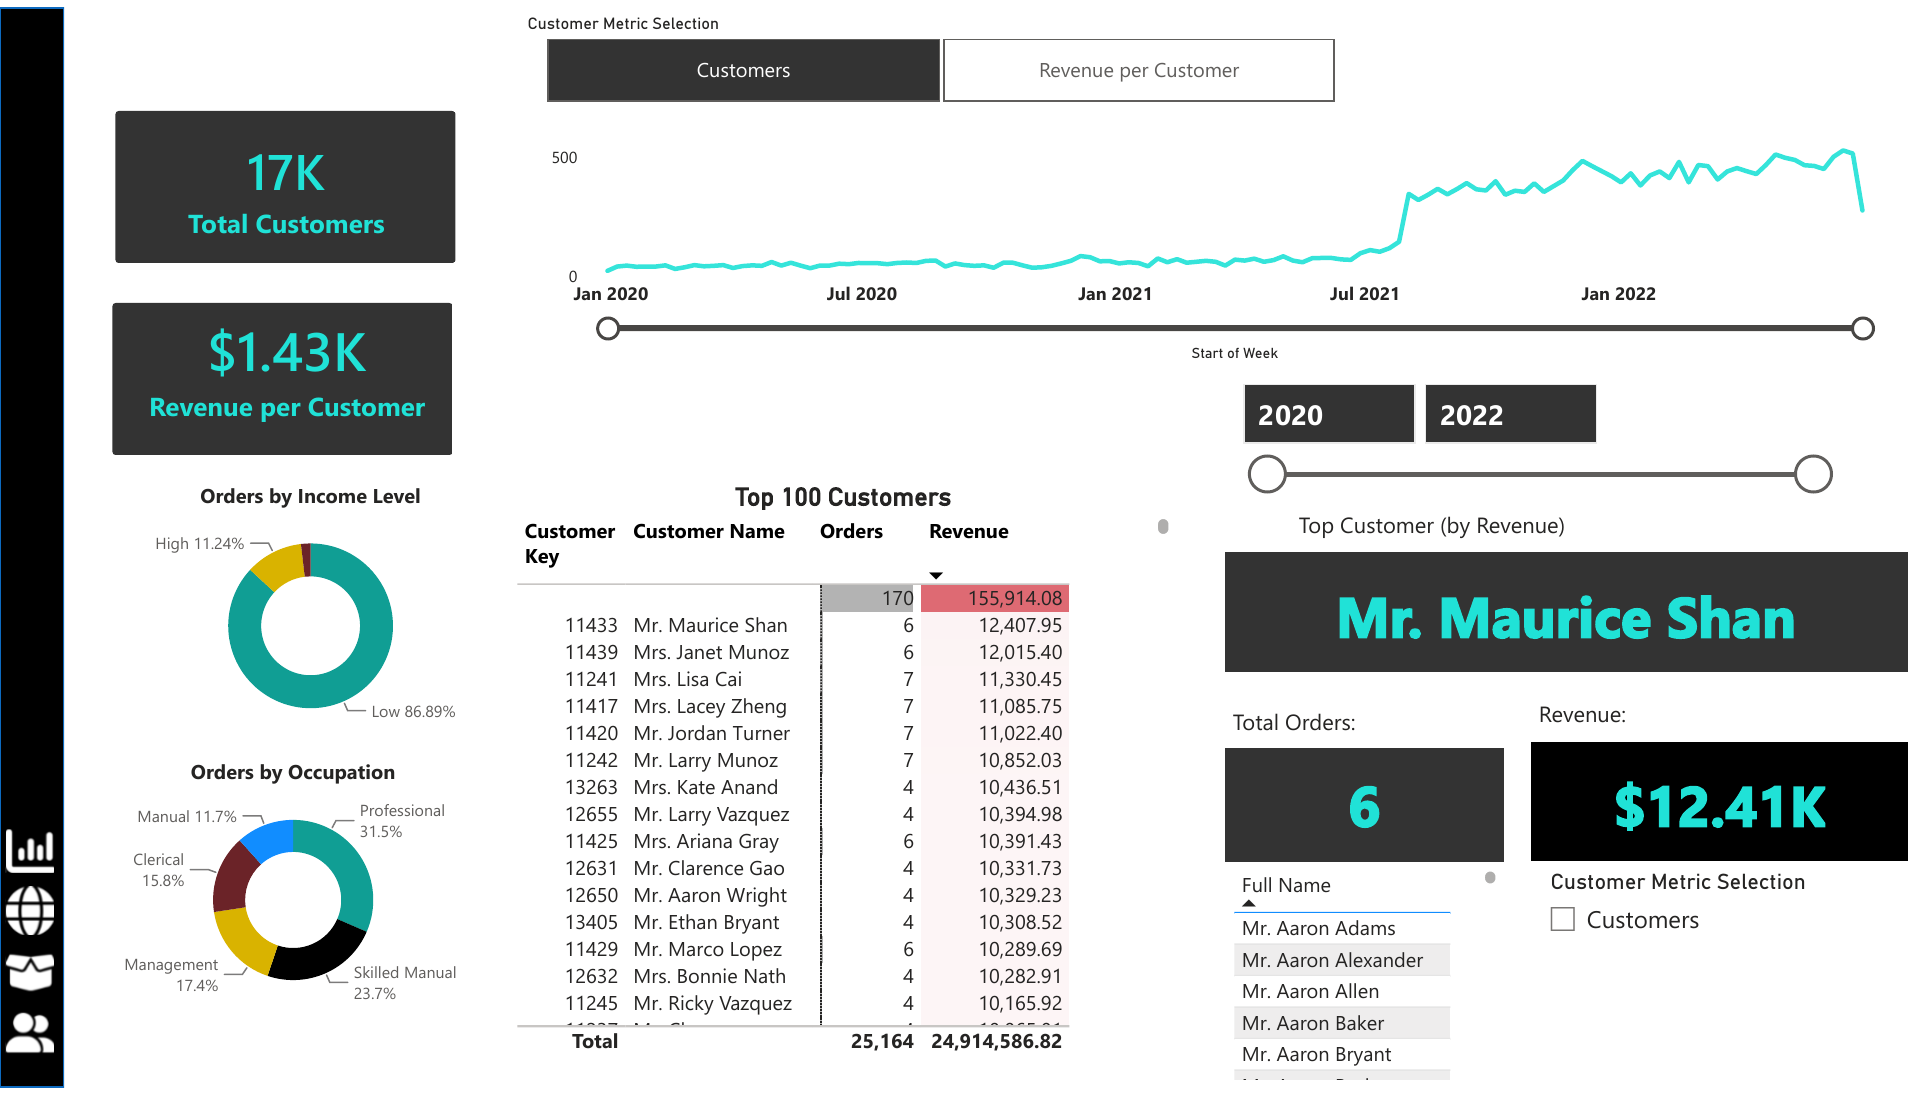 Customer Metric Selection
Customers
Revenue per Customer
17K
Total Customers
$1.43K
Revenue per Customer
500
0
Jan 2020
Jul 2020
Jan 2021
Jul 2021
Jan 2022
Start of Week
2020
2022
Orders by Income Level
High 11.24%
Low 86.89%
Orders by Occupation
Manual 11.7%
Professional
31.5%
Clerical
15.8%
Management
17.4%
Skilled Manual
23.7%
Top 100 Customers
Customer Key Customer Name Orders Revenue
170 155,914.08
11433 Mr. Maurice Shan 6 12,407.95
11439 Mrs. Janet Munoz 6 12,015.40
11241 Mrs. Lisa Cai 7 11,330.45
11417 Mrs. Lacey Zheng 7 11,085.75
11420 Mr. Jordan Turner 7 11,022.40
11242 Mr. Larry Munoz 7 10,852.03
13263 Mrs. Kate Anand 4 10,436.51
12655 Mr. Larry Vazquez 4 10,394.98
11425 Mrs. Ariana Gray 6 10,391.43
12631 Mr. Clarence Gao 4 10,331.73
12650 Mr. Aaron Wright 4 10,329.23
13405 Mr. Ethan Bryant 4 10,308.52
11429 Mr. Marco Lopez 6 10,289.69
12632 Mrs. Bonnie Nath 4 10,282.91
11245 Mr. Ricky Vazquez 4 10,165.92
Total 25,164 24,914,586.82
Top Customer (by Revenue)
Mr. Maurice Shan
Total Orders:
6
Revenue:
$12.41K
Full Name
Mr. Aaron Adams
Mr. Aaron Alexander
Mr. Aaron Allen
Mr. Aaron Baker
Mr. Aaron Bryant
Customer Metric Selection
Customers